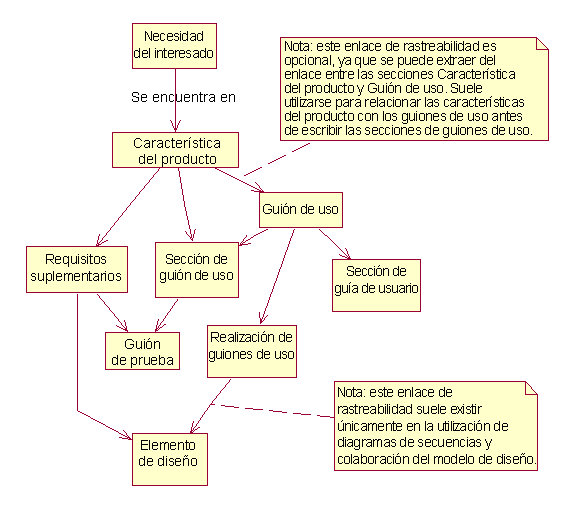 Necesidad
del interesado
Nota: este enlace de rastreabilidad es
opcional, ya que se puede extraer del
enlace entre las secciones Característica
del producto y Guión de uso. Suele
utilizarse para relacionar las características
del producto con los guiones de uso antes
de escribir las secciones de guiones de uso.
Se encuentra en
Característica
del producto
Guión de uso
Requisitos
suplementarios
Sección de
guión de uso
Sección de
guía de usuario
Guión
de prueba
Realización de
guiones de uso
Nota: este enlace de
rastreabilidad suele existir
únicamente en la utilización de
diagramas de secuencias y
colaboración del modelo de diseño.
Elemento
de diseño